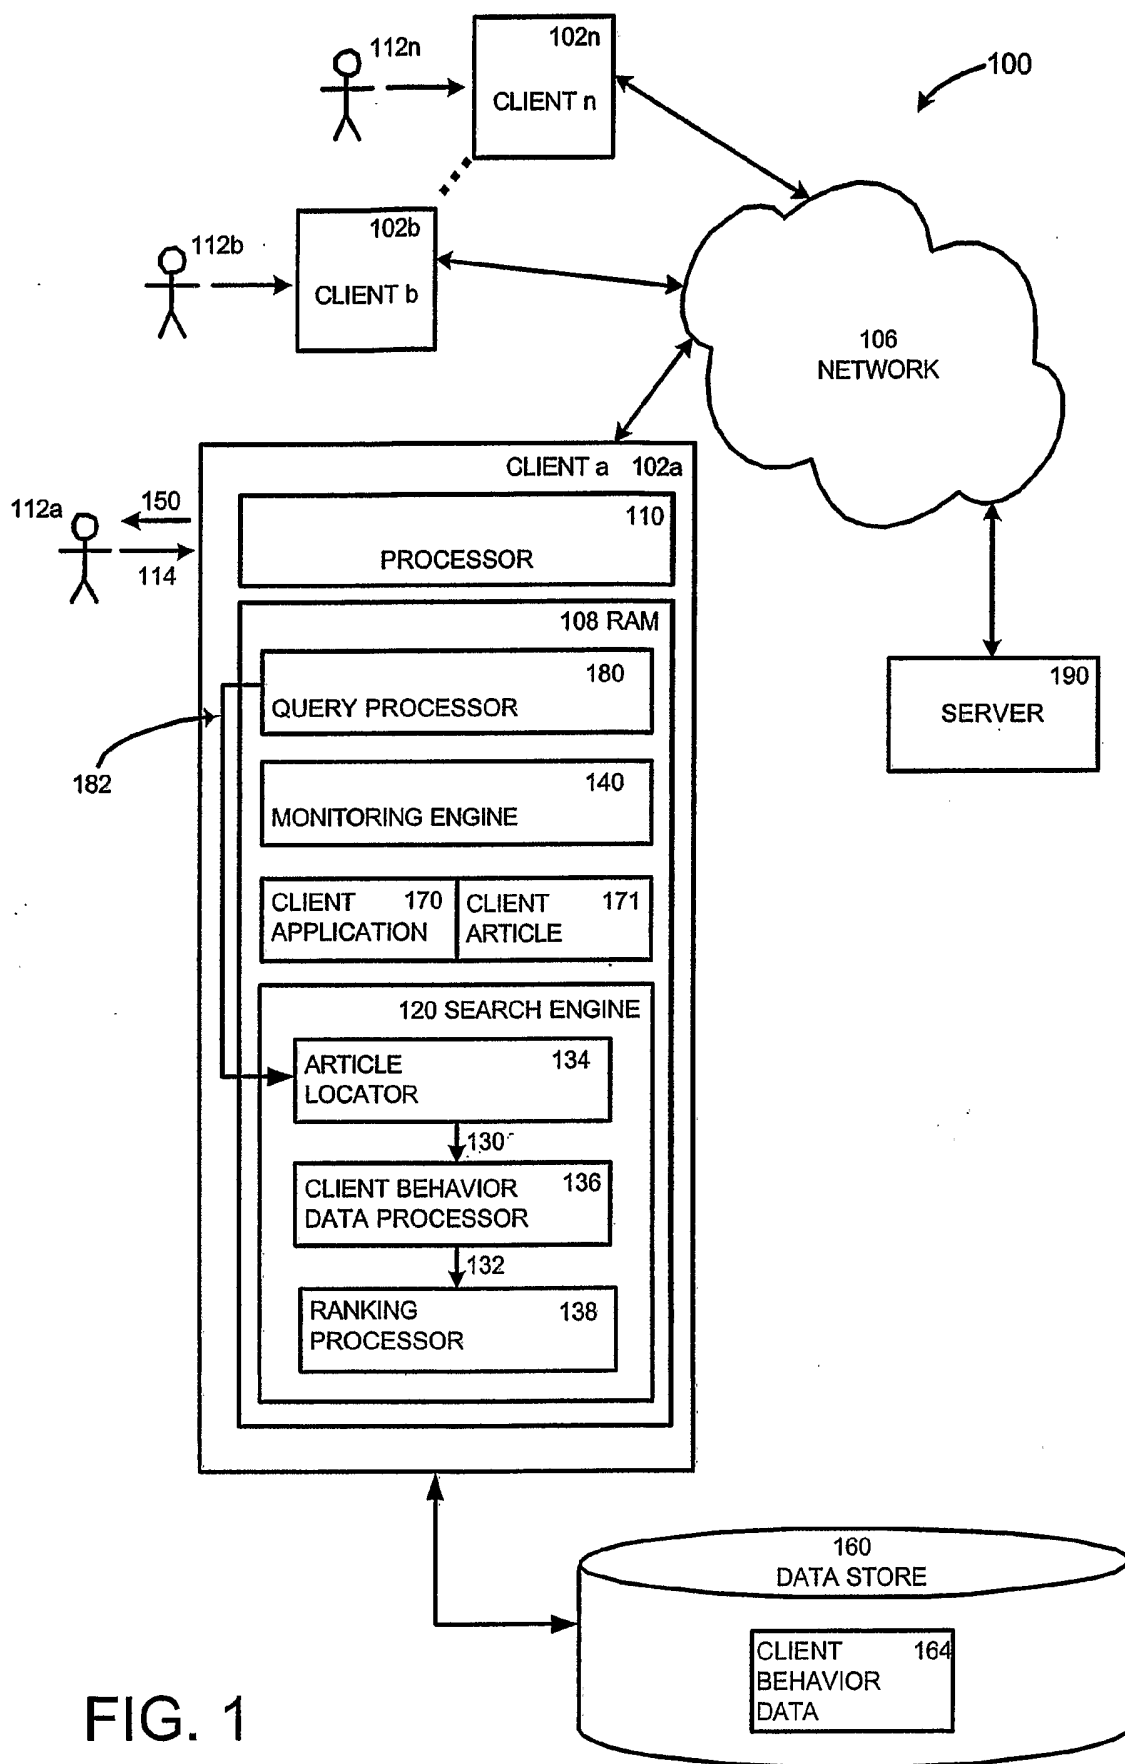 112n
102n
CLIENT n
100
112b
102b
CLIENT b
106
NETWORK
CLIENT a 102a
112a
150
114
110
PROCESSOR
108 RAM
180
QUERY PROCESSOR
182
190
SERVER
140
MONITORING ENGINE
CLIENT 170
APPLICATION
CLIENT 171
ARTICLE
120 SEARCH ENGINE
ARTICLE 134
LOCATOR
130
CLIENT BEHAVIOR 136
DATA PROCESSOR
132
RANKING 138
PROCESSOR
160
DATA STORE
CLIENT 164
BEHAVIOR
DATA
FIG. 1